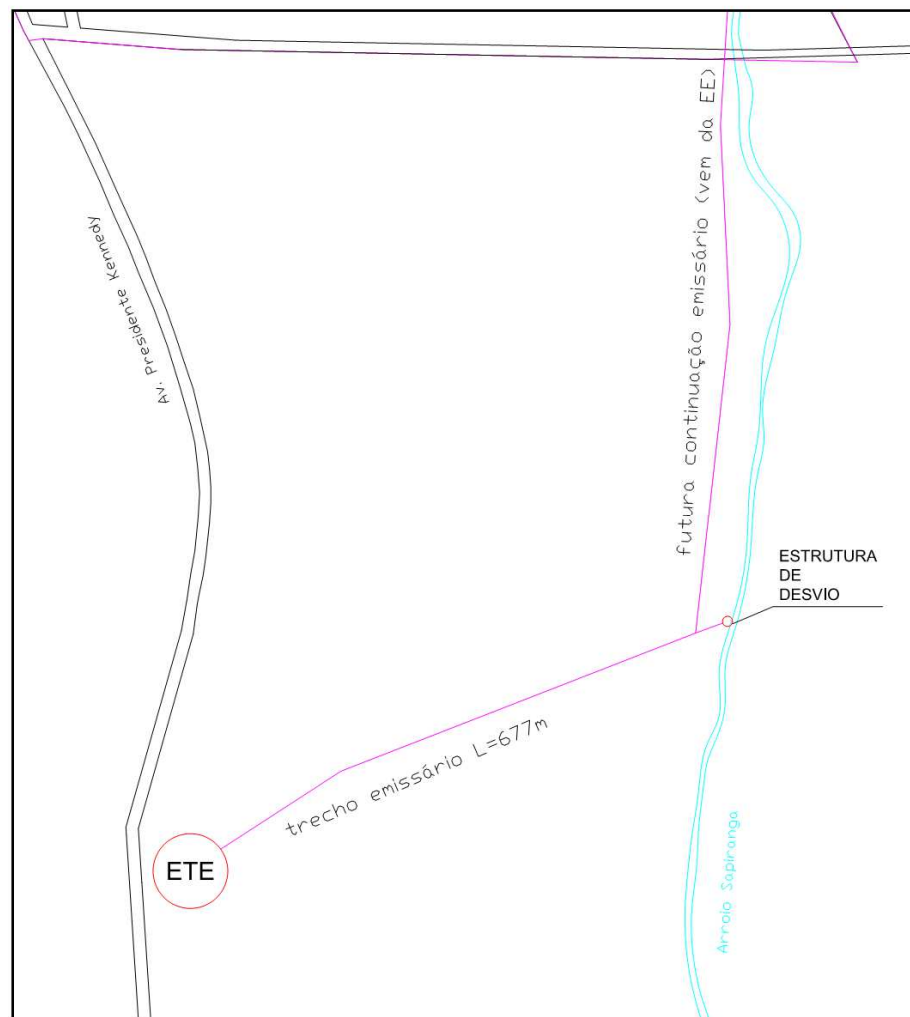 Av. Presidente Kennedy
futura continuação emissário (vem da EE)
ESTRUTURA
DE
DESVIO
trecho emissário L=677m
ETE
Arroio Sapiranga